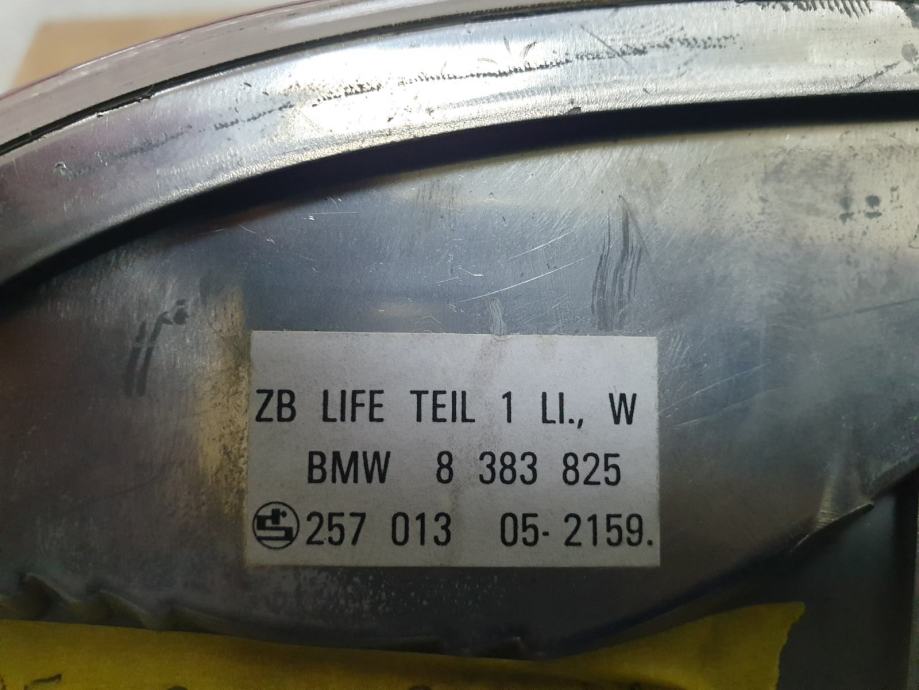 ZB LIFE TEIL 1 LI., W
BMW 8 383 825
257 013 05-2159.